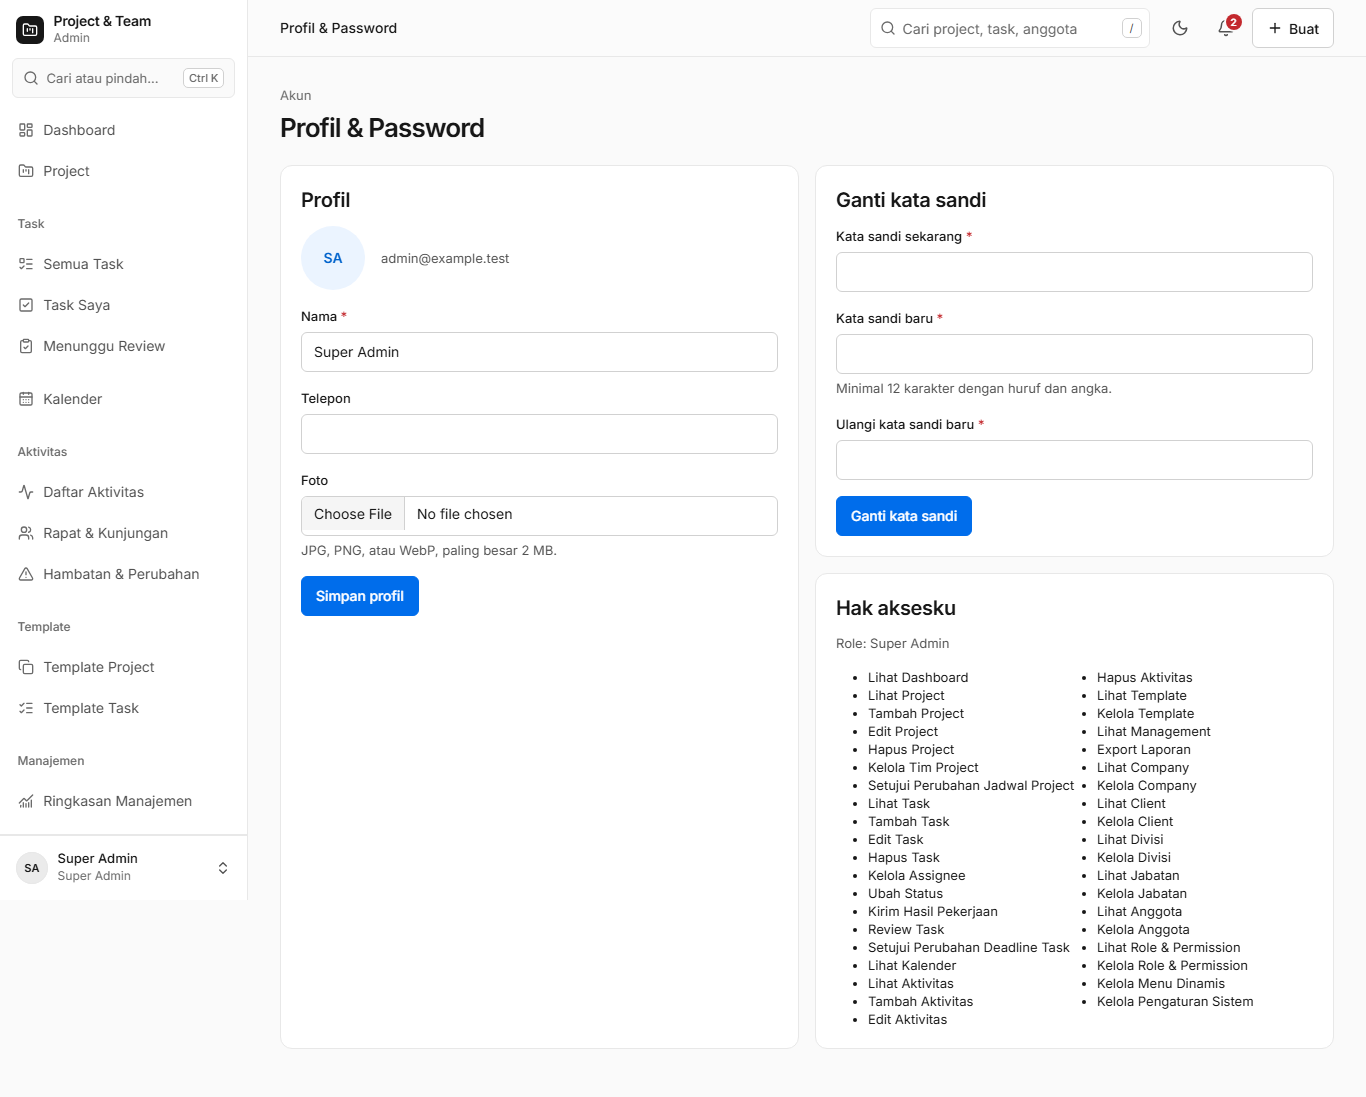 Project & Team
Admin
Cari atau pindah...
Ctrl K
Dashboard
Project
Task
Semua Task
Task Saya
Menunggu Review
Kalender
Aktivitas
Daftar Aktivitas
Rapat & Kunjungan
Hambatan & Perubahan
Template
Template Project
Template Task
Manajemen
Ringkasan Manajemen
SA
Super Admin
Super Admin
Profil & Password
Cari project, task, anggota
/
2
Buat
Akun
Profil & Password
Profil
SA
admin@example.test
Nama *
Super Admin
Telepon
Foto
Choose File
No file chosen
JPG, PNG, atau WebP, paling besar 2 MB.
Simpan profil
Ganti kata sandi
Kata sandi sekarang *
Kata sandi baru *
Minimal 12 karakter dengan huruf dan angka.
Ulangi kata sandi baru *
Ganti kata sandi
Hak aksesku
Role: Super Admin
Lihat Dashboard
Lihat Project
Tambah Project
Edit Project
Hapus Project
Kelola Tim Project
Setujui Perubahan Jadwal Project
Lihat Task
Tambah Task
Edit Task
Hapus Task
Kelola Assignee
Ubah Status
Kirim Hasil Pekerjaan
Review Task
Setujui Perubahan Deadline Task
Lihat Kalender
Lihat Aktivitas
Tambah Aktivitas
Edit Aktivitas
Hapus Aktivitas
Lihat Template
Kelola Template
Lihat Management
Export Laporan
Lihat Company
Kelola Company
Lihat Client
Kelola Client
Lihat Divisi
Kelola Divisi
Lihat Jabatan
Kelola Jabatan
Lihat Anggota
Kelola Anggota
Lihat Role & Permission
Kelola Role & Permission
Kelola Menu Dinamis
Kelola Pengaturan Sistem